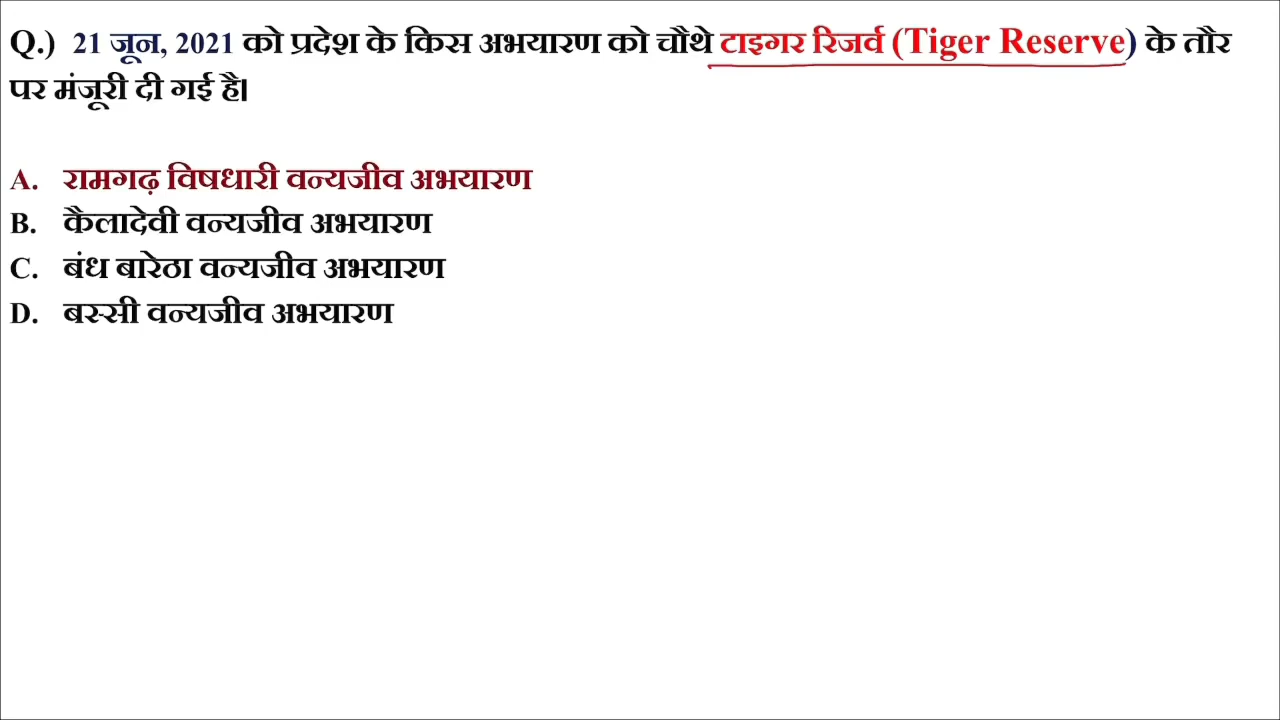 Q.) 21 जून, 2021 को प्रदेश के किस अभयारण को चौथे टाइगर रिजर्व (Tiger Reserve) के तौर
पर मंजूरी दी गई है।
A. रामगढ़ विषधारी वन्यजीव अभयारण
B. कैलादेवी वन्यजीव अभयारण
C. बंध बारेठा वन्यजीव अभयारण
D. बस्सी वन्यजीव अभयारण